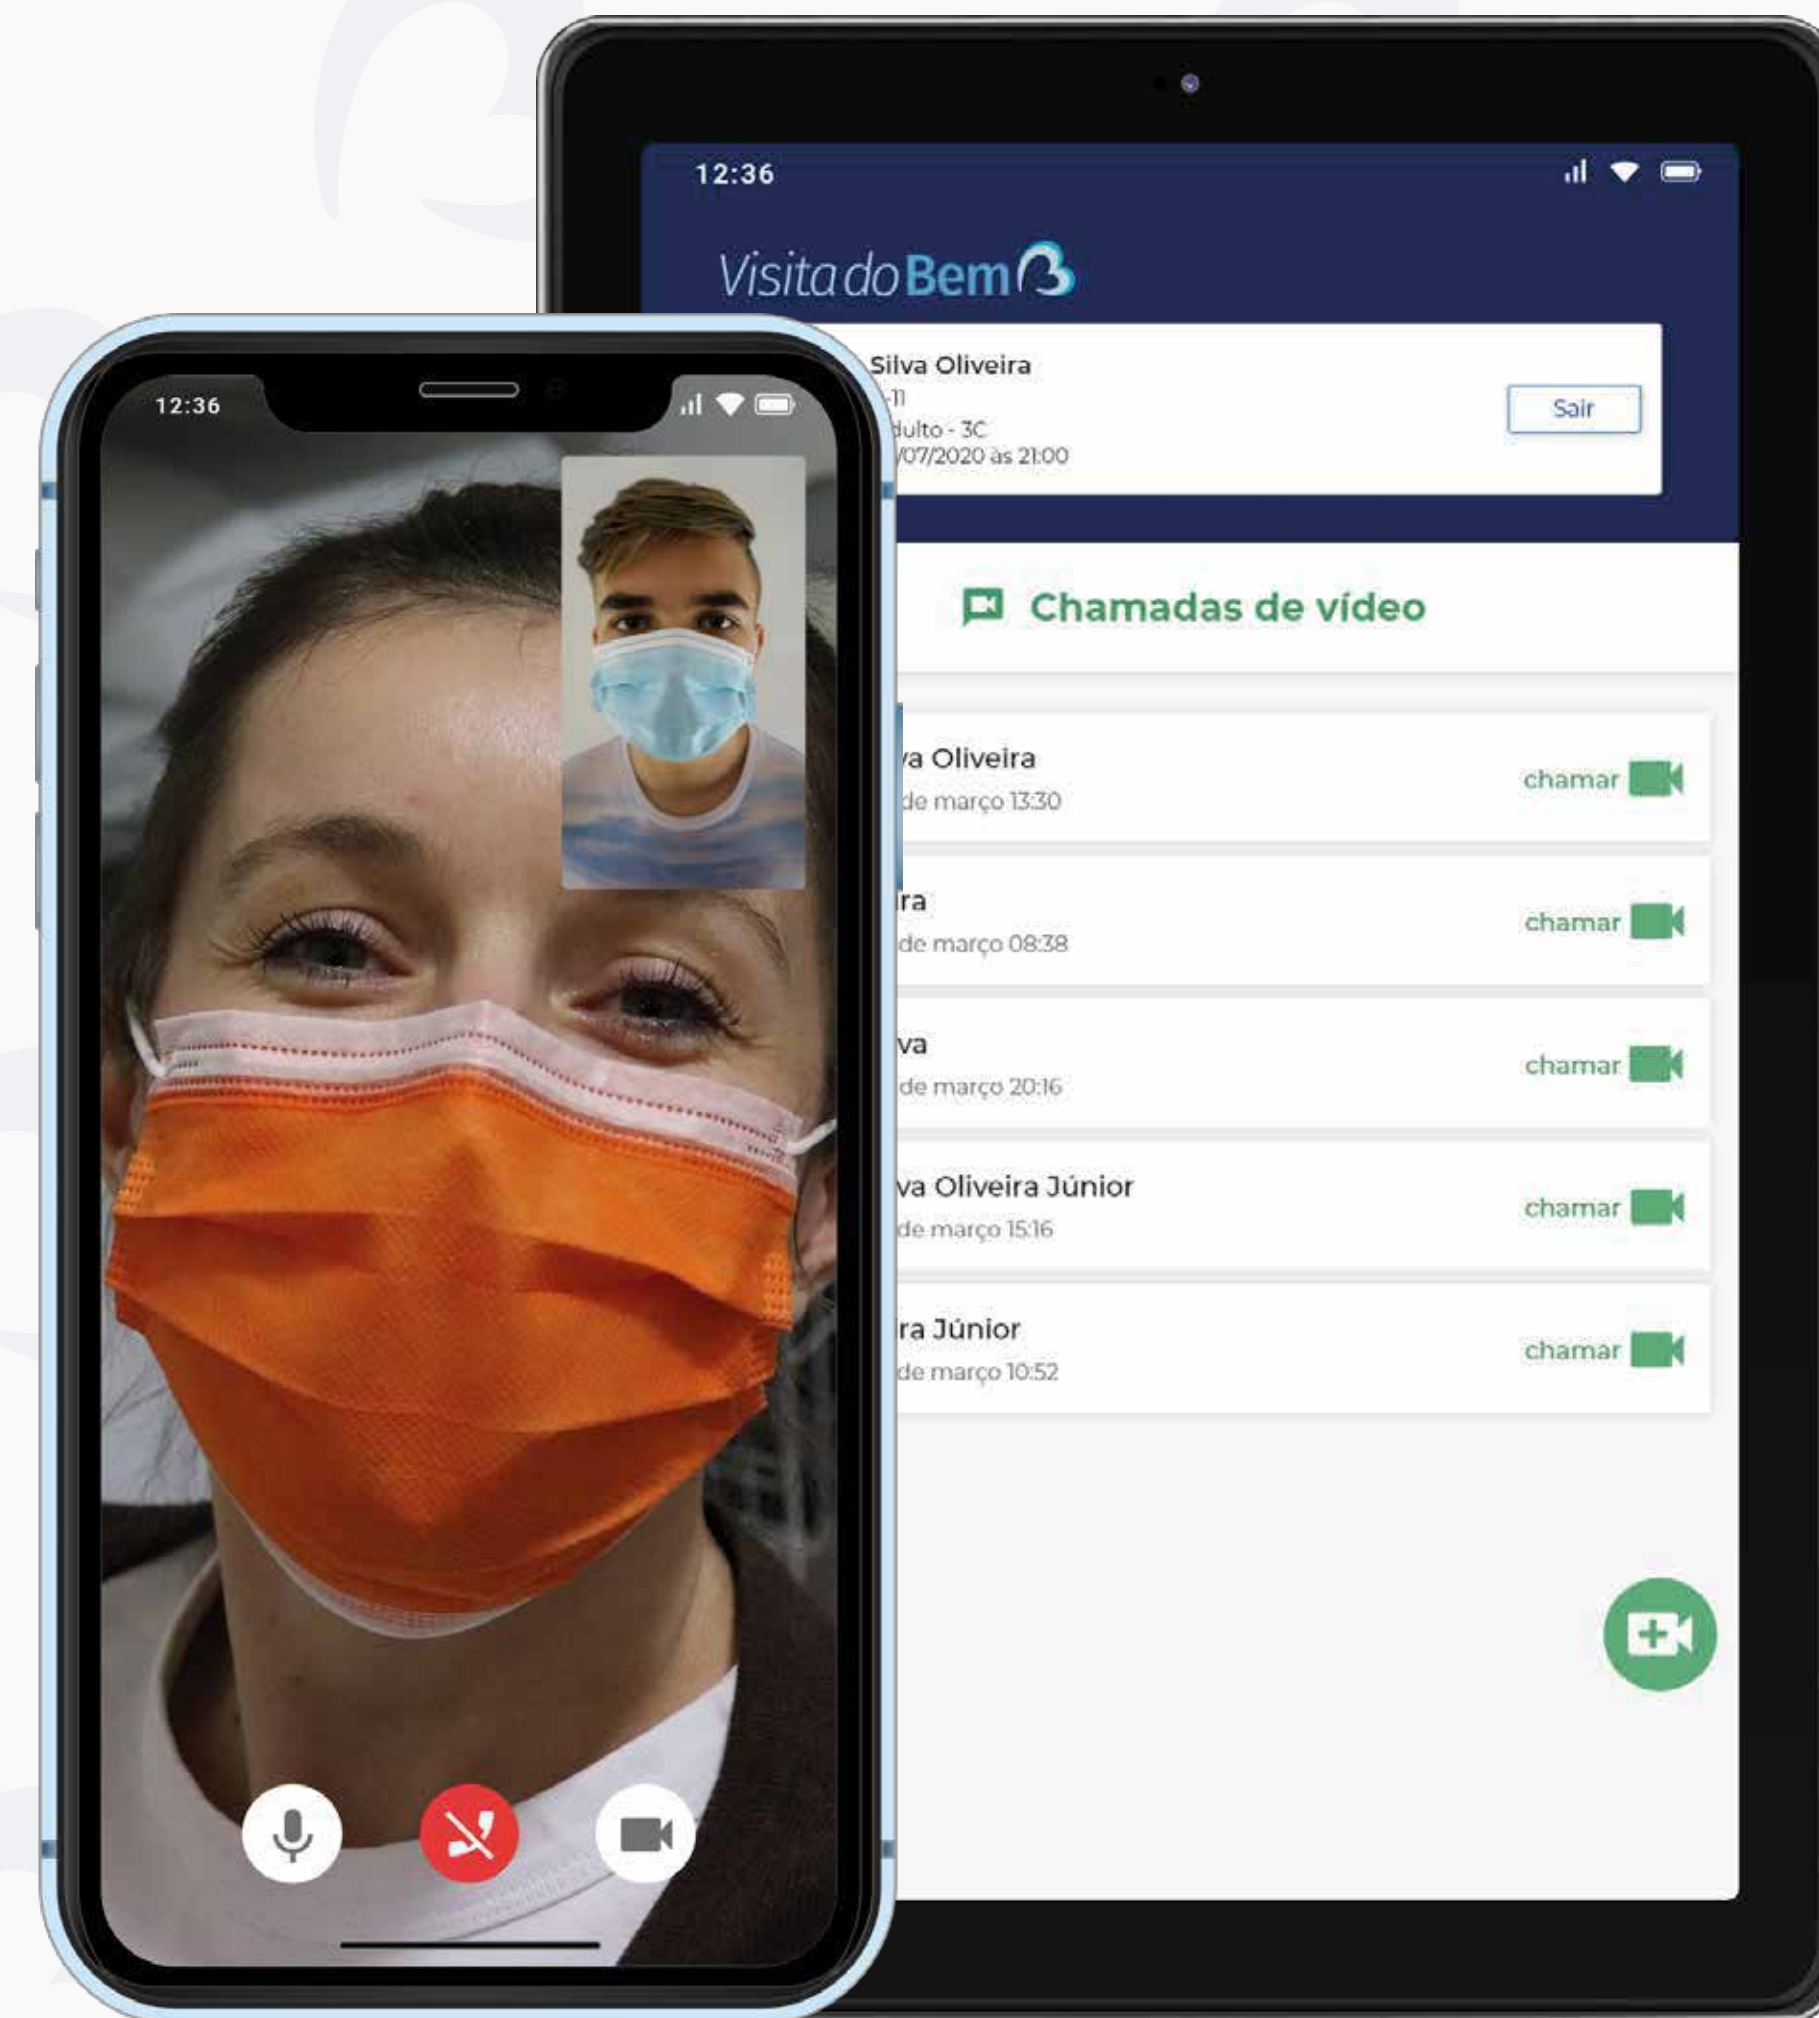 12:36
Visita do Bem
Silva Oliveira
-11
dulto - 3C
/07/2020 às 21:00
Sair
12:36
Chamadas de vídeo
va Oliveira
de março 13:30
chamar
ra
de março 08:38
chamar
va
de março 20:16
chamar
va Oliveira Júnior
de março 15:16
chamar
ra Júnior
de março 10:52
chamar